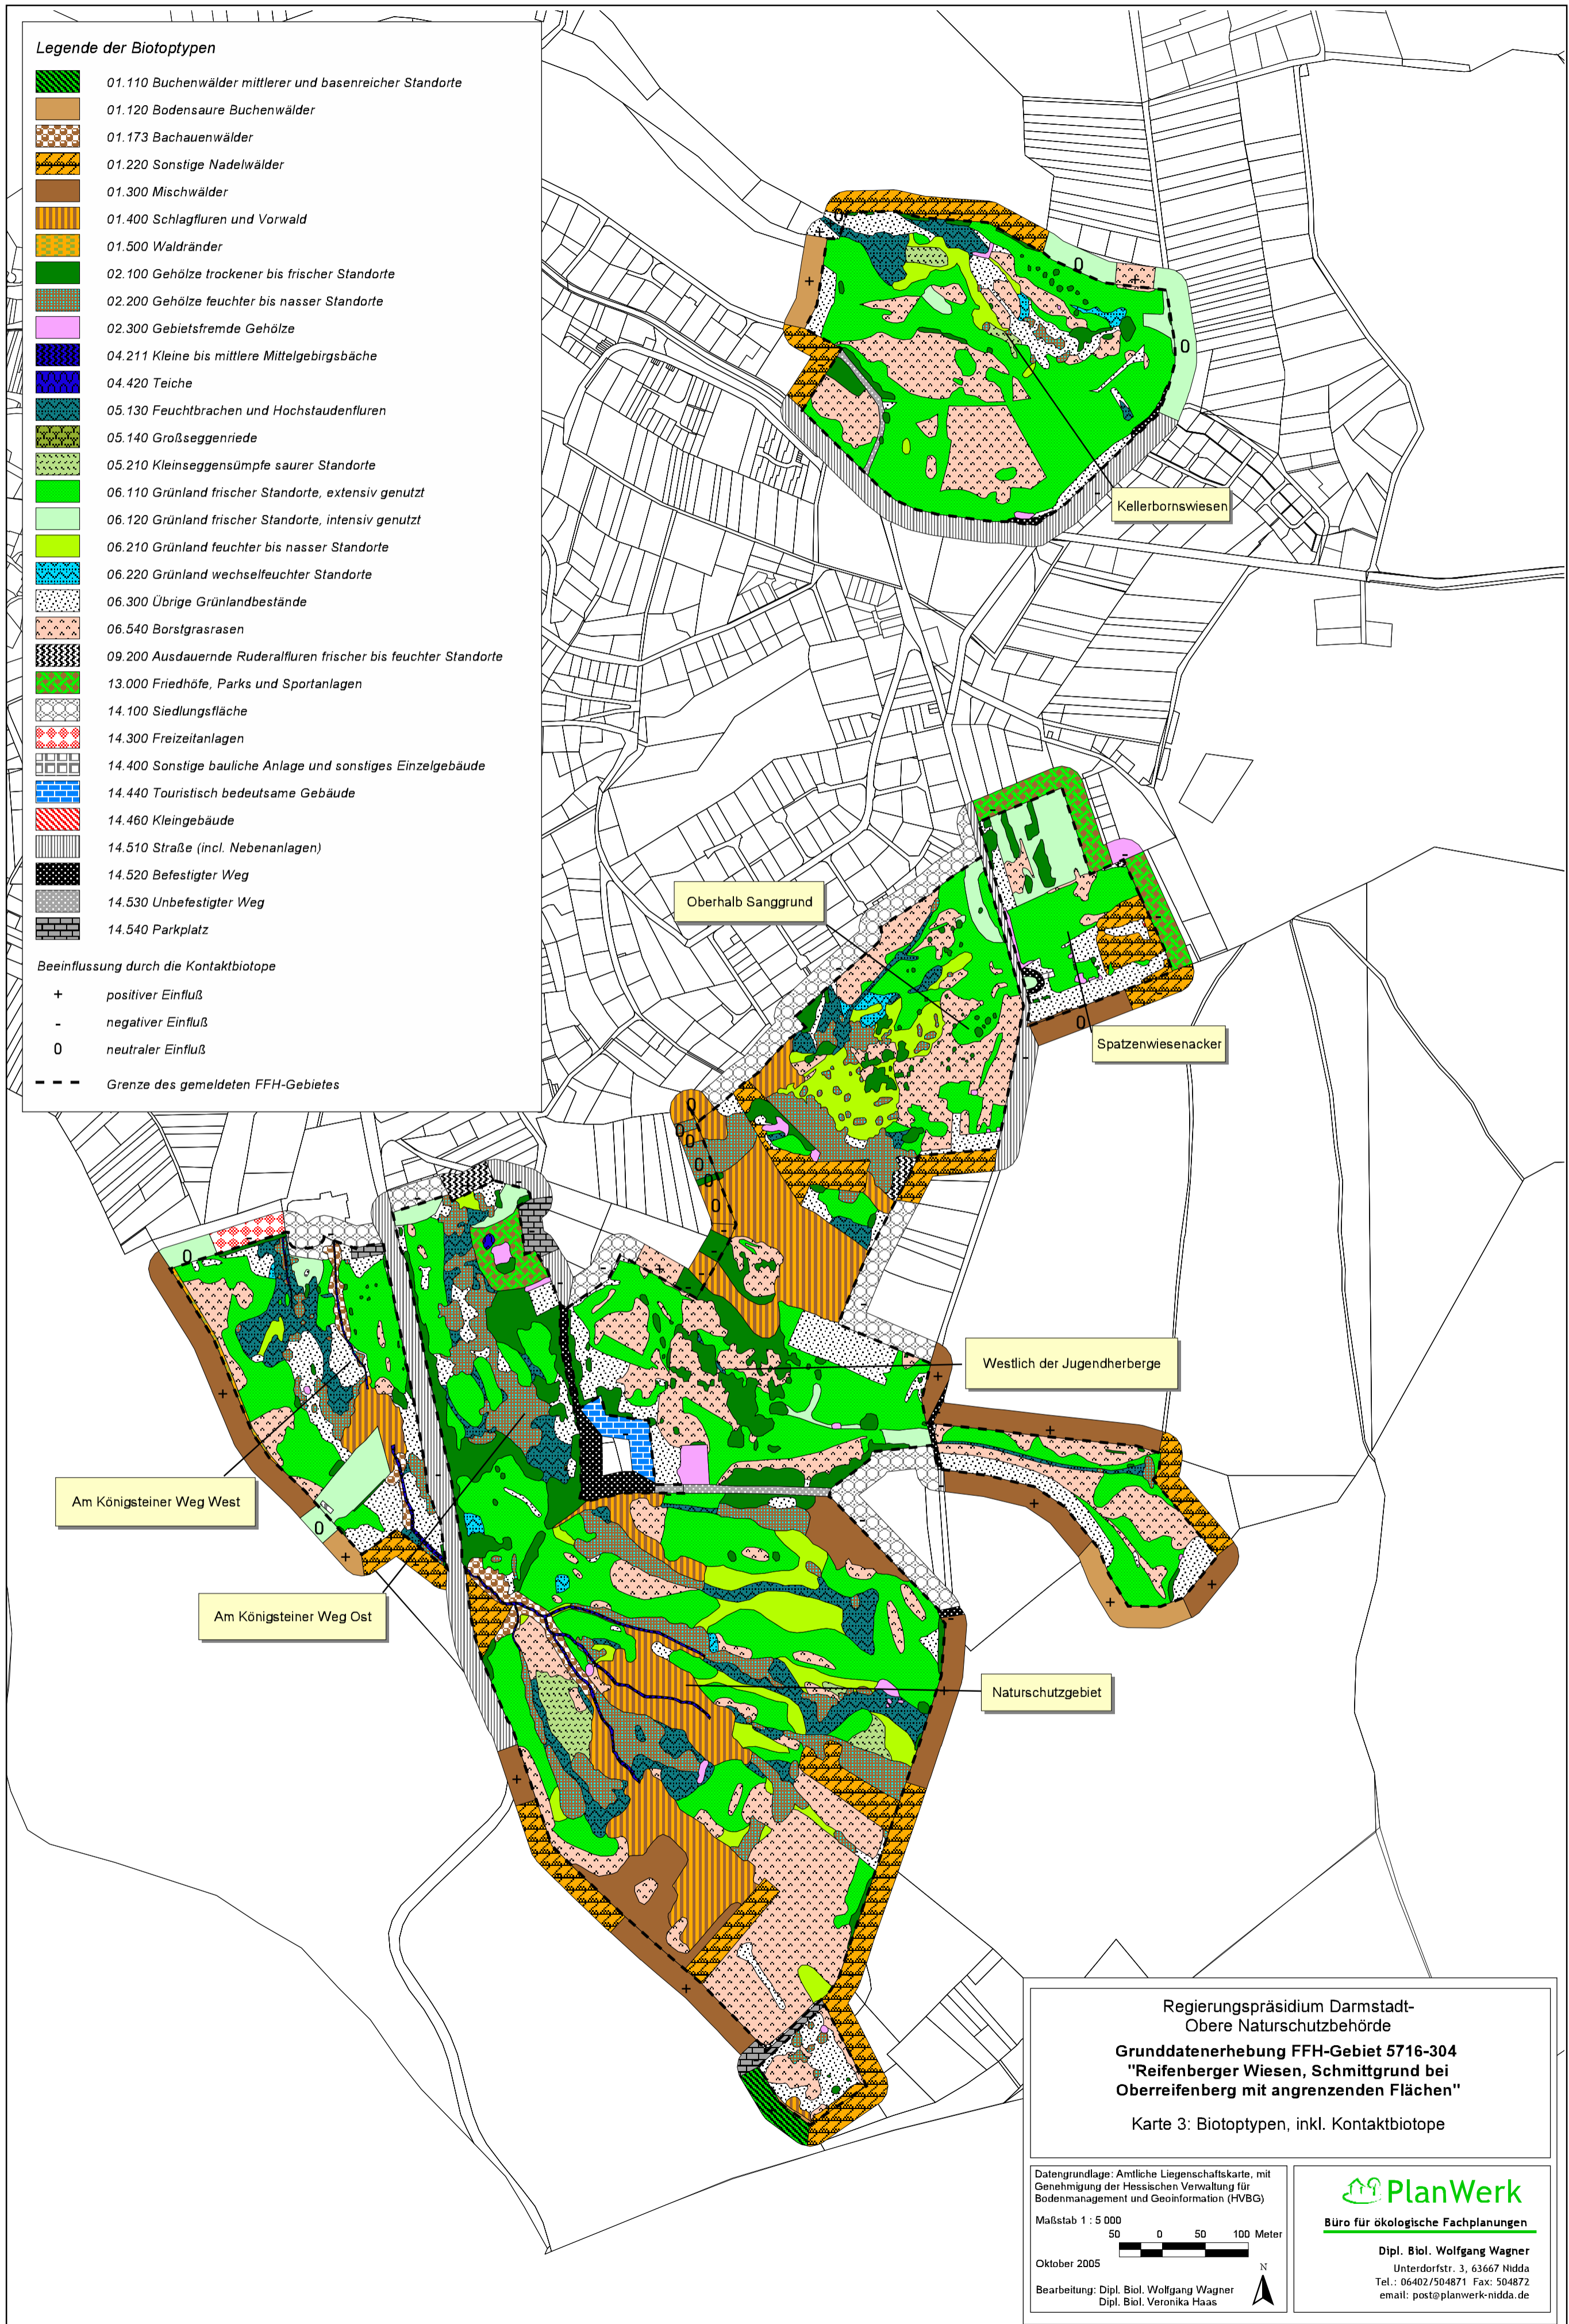 Legende der Biotoptypen
01.110 Buchenwälder mittlerer und basenreicher Standorte
01.120 Bodensaure Buchenwälder
01.173 Bachauenwälder
01.220 Sonstige Nadelwälder
01.300 Mischwälder
01.400 Schlagfluren und Vorwald
01.500 Waldränder
02.100 Gehölze trockener bis frischer Standorte
02.200 Gehölze feuchter bis nasser Standorte
02.300 Gebietsfremde Gehölze
04.211 Kleine bis mittlere Mittelgebirgsbäche
04.420 Teiche
05.130 Feuchtbrachen und Hochstaudenfluren
05.140 Großseggenriede
05.210 Kleinseggensümpfe saurer Standorte
06.110 Grünland frischer Standorte, extensiv genutzt
06.120 Grünland frischer Standorte, intensiv genutzt
06.210 Grünland feuchter bis nasser Standorte
06.220 Grünland wechselfeuchter Standorte
06.300 Übrige Grünlandbestände
06.540 Borstgrasrasen
09.200 Ausdauernde Ruderalfluren frischer bis feuchter Standorte
13.000 Friedhöfe, Parks und Sportanlagen
14.100 Siedlungsfläche
14.300 Freizeitanlagen
14.400 Sonstige bauliche Anlage und sonstiges Einzelgebäude
14.440 Touristisch bedeutsame Gebäude
14.460 Kleingebäude
14.510 Straße (incl. Nebenanlagen)
14.520 Befestigter Weg
14.530 Unbefestigter Weg
14.540 Parkplatz
Beeinflussung durch die Kontaktbiotope
+ positiver Einfluß
- negativer Einfluß
0 neutraler Einfluß
Grenze des gemeldeten FFH-Gebietes
Kellerbornswiesen
Oberhalb Sanggrund
Spatzenwiesenacker
Westlich der Jugendherberge
Am Königsteiner Weg West
Am Königsteiner Weg Ost
Naturschutzgebiet
Regierungspräsidium Darmstadt-
Obere Naturschutzbehörde
Grunddatenerhebung FFH-Gebiet 5716-304
"Reifenberger Wiesen, Schmittgrund bei
Oberreifenberg mit angrenzenden Flächen"
Karte 3: Biotoptypen, inkl. Kontaktbiotope
Datengrundlage: Amtliche Liegenschaftskarte, mit
Genehmigung der Hessischen Verwaltung für
Bodenmanagement und Geoinformation (HVBG)
Maßstab 1 : 5 000
50 0 50 100 Meter
Oktober 2005
N
Bearbeitung: Dipl. Biol. Wolfgang Wagner
Dipl. Biol. Veronika Haas
PlanWerk
Büro für ökologische Fachplanungen
Dipl. Biol. Wolfgang Wagner
Unterdorfstr. 3, 63667 Nidda
Tel.: 06402/504871 Fax: 504872
email: post@planwerk-nidda.de